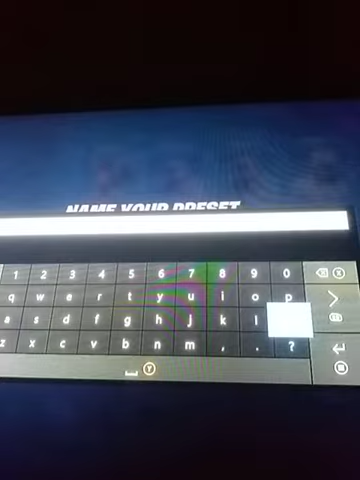 NAME YOUR PRESET
1 2 3 4 5 6 7 8 9 0
q w e r t y u i o p
a s d f g h j k l
z x c v b n m , . ?
Y